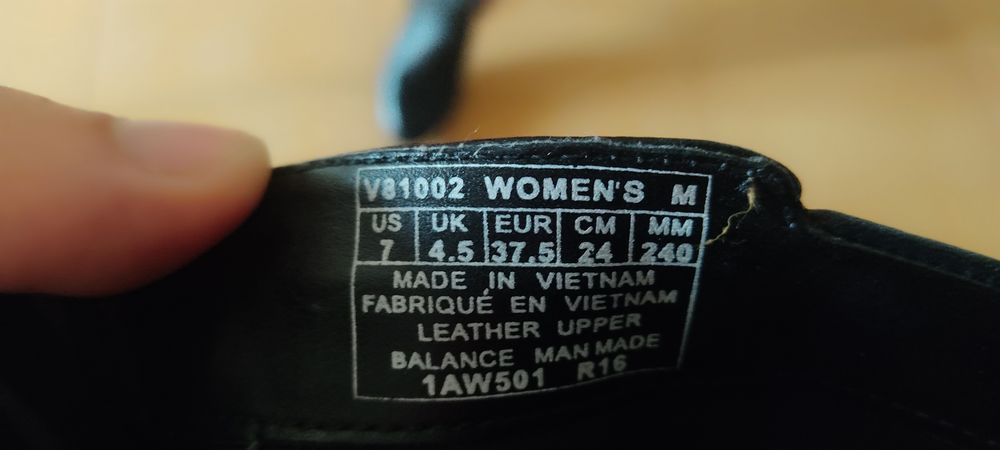 V81002 WOMEN'S M
US UK EUR CM MM
7 4.5 37.5 24 240
MADE IN VIETNAM
FABRIQUÉ EN VIETNAM
LEATHER UPPER
BALANCE MAN MADE
1AW501 R16